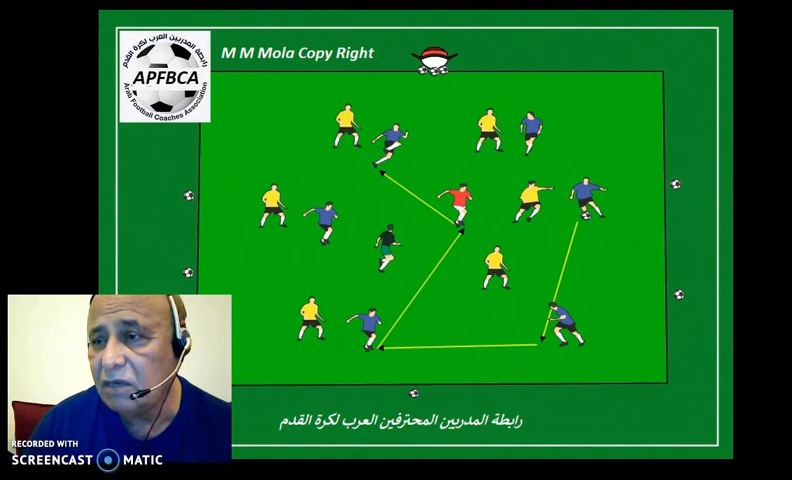 رابطة المدربين العرب لكرة القدم
APFBCA
Arab Football Coaches Association
M M Mola Copy Right
رابطة المدربين المحترفين العرب لكرة القدم
RECORDED WITH
SCREENCAST MATIC